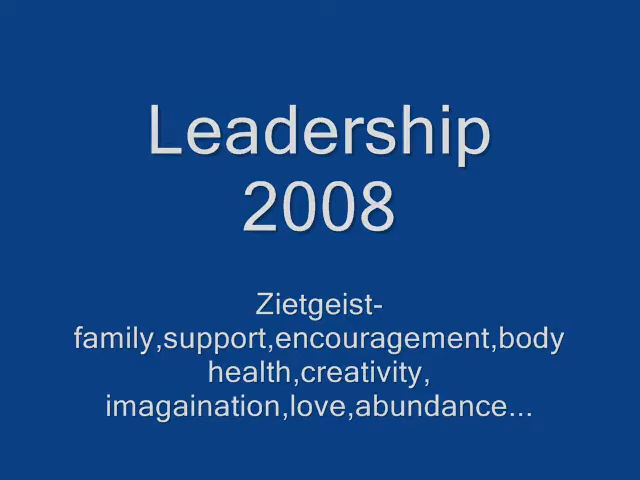 Leadership
2008
Zietgeist-
family,support,encouragement,body
health,creativity,
imagaination,love,abundance...